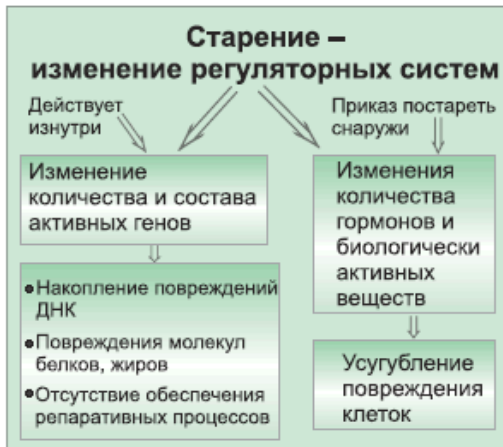 Старение –
изменение регуляторных систем
Действует
изнутри
Приказ постареть
снаружи
Изменение
количества и состава
активных генов
Изменения
количества
гормонов и
биологически
активных
веществ
•Накопление повреждений
ДНК
•Повреждения молекул
белков, жиров
•Отсутствие обеспечения
репаративных процессов
Усугубление
повреждения
клеток